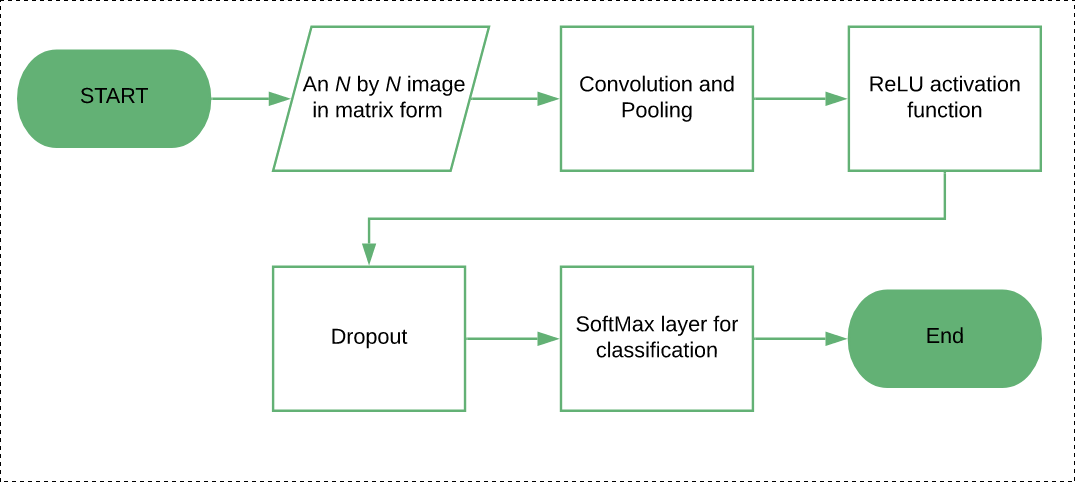 START
An N by N image
in matrix form
Convolution and
Pooling
ReLU activation
function
Dropout
SoftMax layer for
classification
End